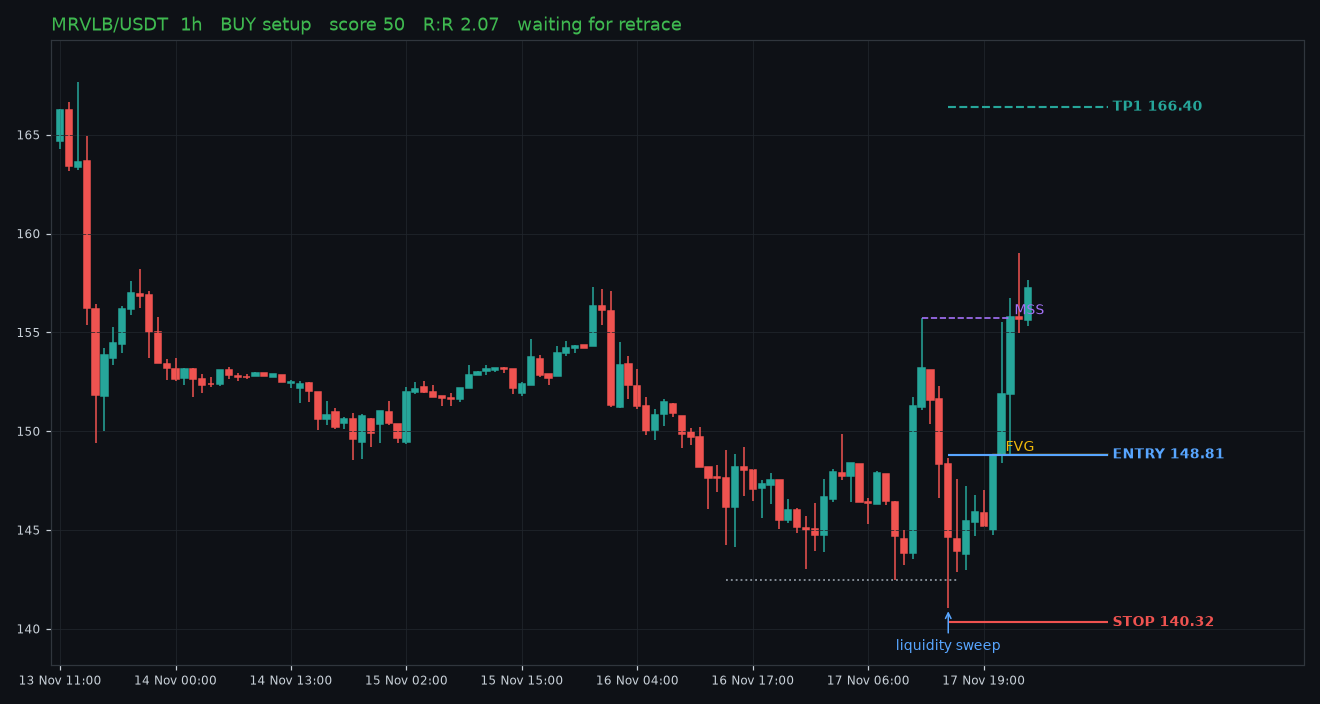 MRVLB/USDT 1h BUY setup score 50 R:R 2.07 waiting for retrace
TP1 166.40
165
160
MSS
155
150
FVG
ENTRY 148.81
145
140
STOP 140.32
liquidity sweep
13 Nov 11:00
14 Nov 00:00
14 Nov 13:00
15 Nov 02:00
15 Nov 15:00
16 Nov 04:00
16 Nov 17:00
17 Nov 06:00
17 Nov 19:00